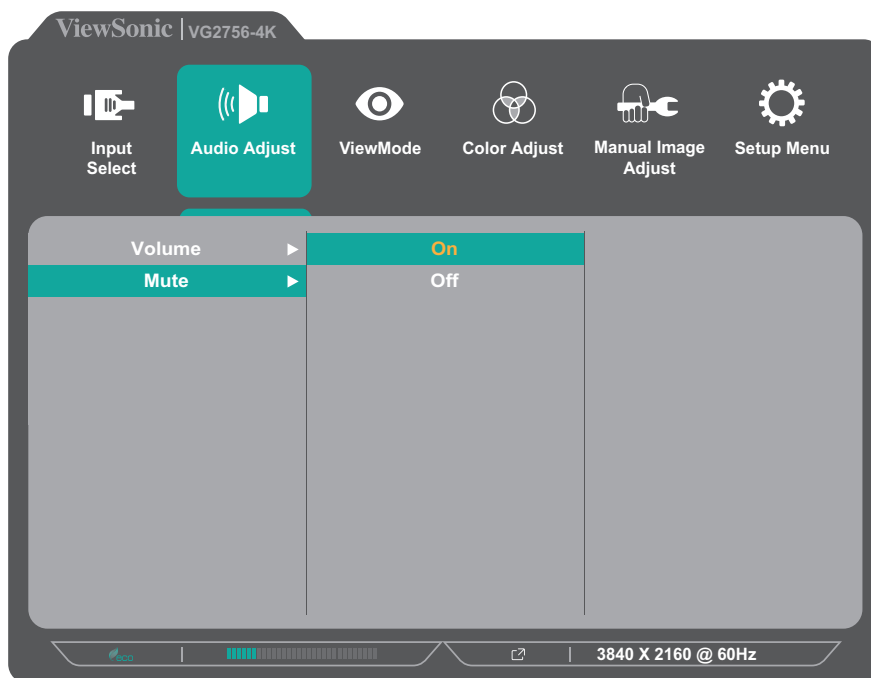 ViewSonic | VG2756-4K
Input Select
Audio Adjust
ViewMode
Color Adjust
Manual Image Adjust
Setup Menu
Volume
On
Mute
Off
eco
3840 X 2160 @ 60Hz